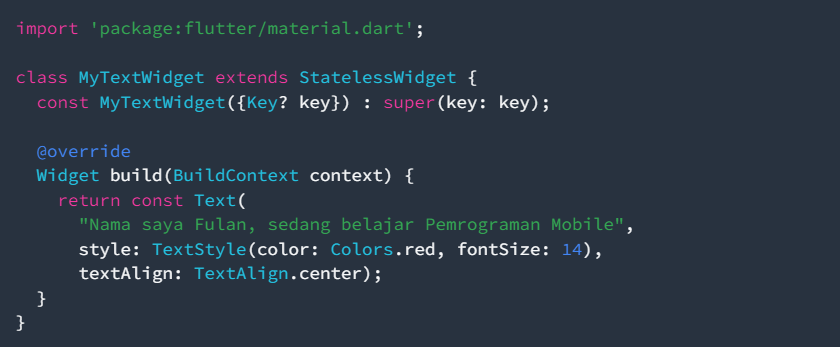 import 'package:flutter/material.dart';
class MyTextWidget extends StatelessWidget {
const MyTextWidget({Key? key}) : super(key: key);
@override
Widget build(BuildContext context) {
return const Text(
"Nama saya Fulan, sedang belajar Pemrograman Mobile",
style: TextStyle(color: Colors.red, fontSize: 14),
textAlign: TextAlign.center);
}
}